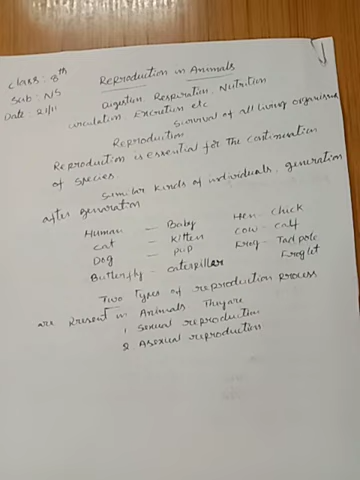 Class: 8th
Sub: NS
Date: 21/11
Reproduction in Animals
digestion, Respiration, Nutrition
circulation Excretion etc
Survival of all living organisms
Reproduction
Reproduction is essential for the continuation
of species.
Similar kinds of individuals, generation
after generation
Human — Baby Hen - chick
Cat — Kitten Cow - calf
Dog — pup Frog - Tadpole
Butterfly - caterpillar Froglet
Two types of reproduction process
are Present in Animals They are
1 Sexual reproduction
2 Asexual reproduction